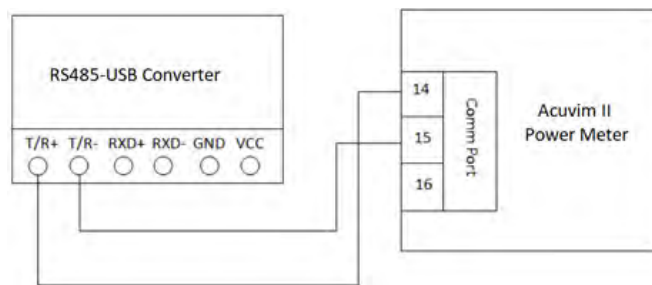 RS485-USB Converter
T/R+ T/R- RXD+ RXD- GND VCC
14
15
16
Comm Port
Acuvim II
Power Meter